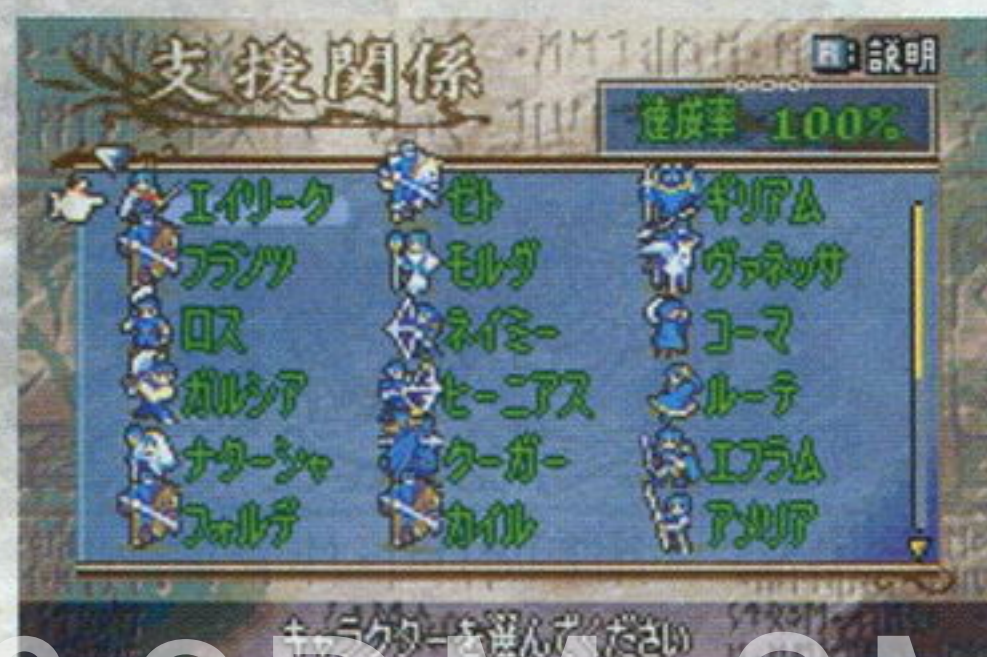 支援関係
R:説明
達成率 100%
エイリーク ゼト ギリアム
フランツ モルダ ヴァネッサ
ロス ネイミー コーマ
ガルシア ヒーニアス ルーテ
ナターシャ クーガー エフラム
フォルデ カイル アメリア
キャラクターを選んでください